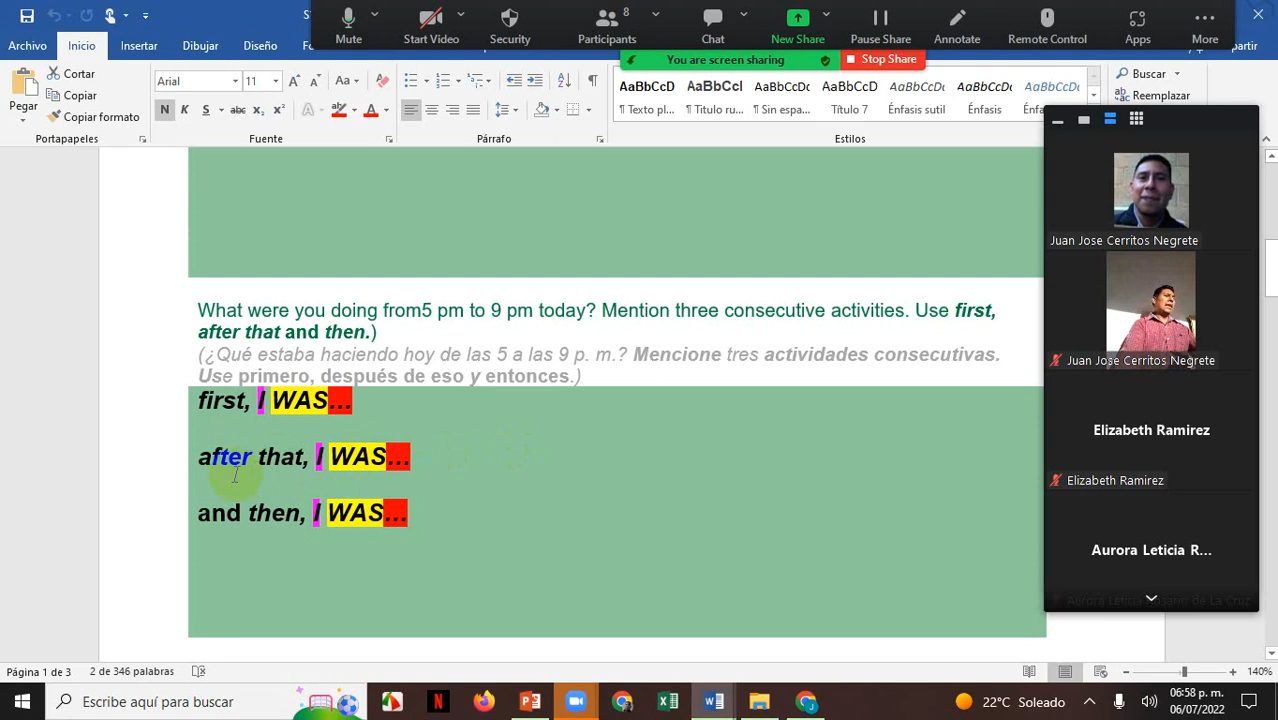 8
Mute
Start Video
Security
Participants
Chat
New Share
Pause Share
Annotate
Remote Control
Apps
More
Archivo
Inicio
Insertar
Dibujar
Diseño
partir
You are screen sharing
Stop Share
Pegar
Cortar
Copiar
Copiar formato
Arial
11
N K S
AaBbCcD AaBbCcI AaBbCcDc AaBbCcD AaBbCcDc AaBbCcDc AaBbCcDc
¶ Texto pl... ¶ Titulo ru... ¶ Sin espa... ¶ Título 7 Énfasis sutil Énfasis
Buscar
Reemplazar
Portapapeles
Fuente
Párrafo
Estilos
What were you doing from5 pm to 9 pm today? Mention three consecutive activities. Use first,
after that and then.)
(¿Qué estaba haciendo hoy de las 5 a las 9 p. m.? Mencione tres actividades consecutivas.
Use primero, después de eso y entonces.)
first, I WAS...
after that, I WAS...
and then, I WAS...
Juan Jose Cerritos Negrete
Juan Jose Cerritos Negrete
Elizabeth Ramirez
Elizabeth Ramirez
Aurora Leticia R...
Página 1 de 3
2 de 346 palabras
140%
Escribe aquí para buscar
22°C Soleado
06:58 p. m.
06/07/2022